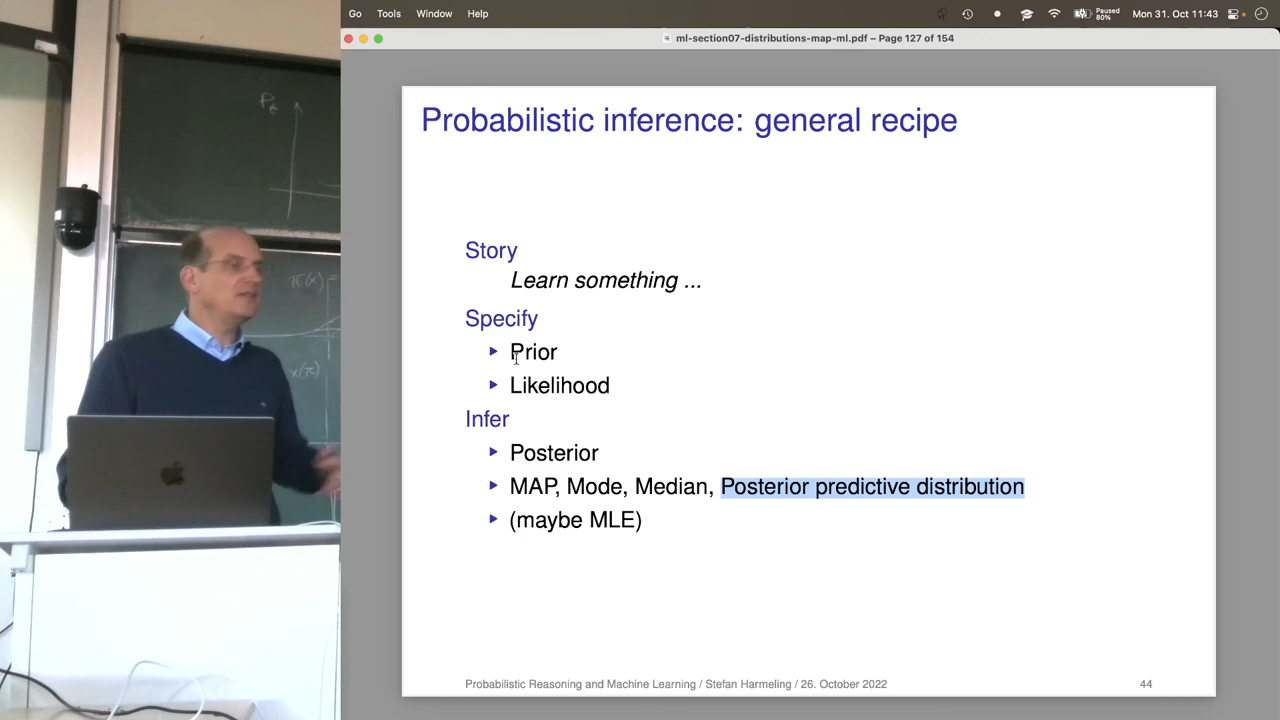 Go Tools Window Help
Paused 80% Mon 31. Oct 11:43
ml-section07-distributions-map-ml.pdf – Page 127 of 154
Probabilistic inference: general recipe
Story
Learn something ...
Specify
Prior
Likelihood
Infer
Posterior
MAP, Mode, Median, Posterior predictive distribution
(maybe MLE)
Probabilistic Reasoning and Machine Learning / Stefan Harmeling / 26. October 2022 44
π(x)
x(π)